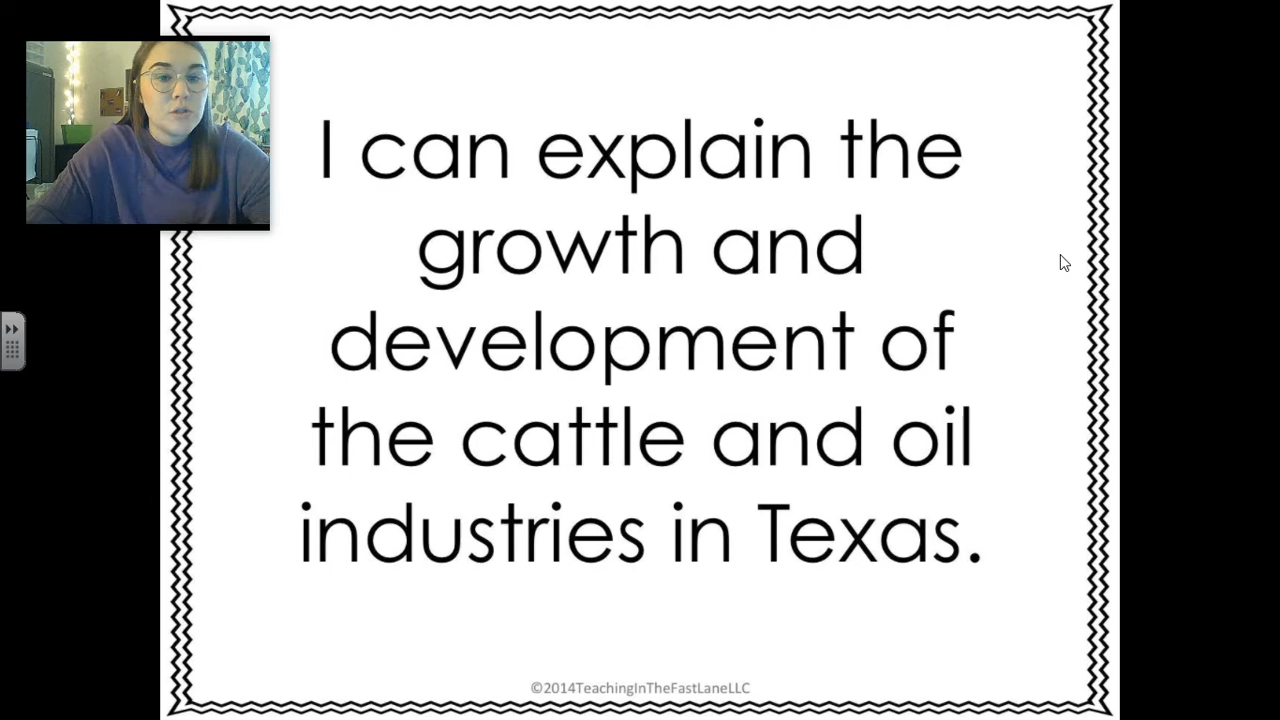 I can explain the
growth and
development of
the cattle and oil
industries in Texas.
©2014TeachingInTheFastLaneLLC